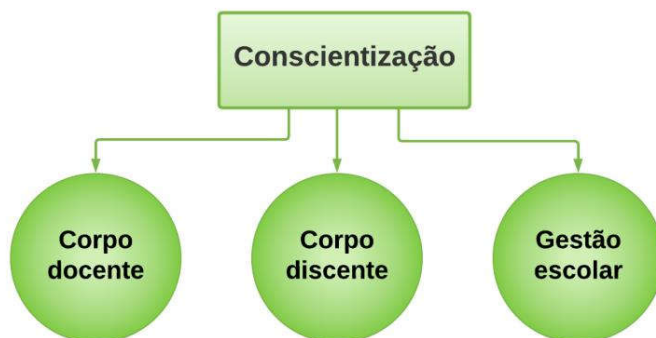 Conscientização
Corpo
docente
Corpo
discente
Gestão
escolar